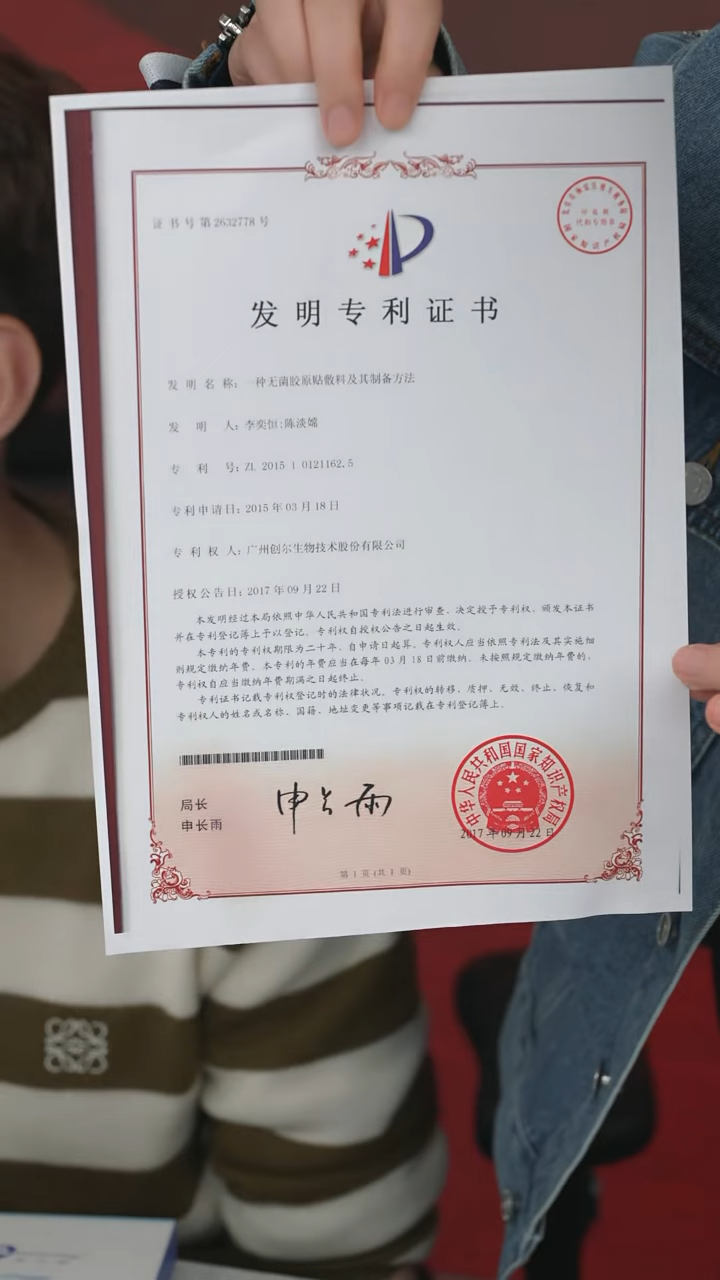 证书号第2632778号
发明专利证书
发明名称：一种无菌胶原贴敷料及其制备方法
发明人：李奕恒;陈淡嫦
专利号：ZL 2015 1 0121162.5
专利申请日：2015年03月18日
专利权人：广州创尔生物技术股份有限公司
授权公告日：2017年09月22日
本发明经过本局依照中华人民共和国专利法进行审查，决定授予专利权，颁发本证书
并在专利登记簿上予以登记。专利权自授权公告之日起生效。
本专利的专利权期限为二十年，自申请日起算。专利权人应当依照专利法及其实施细
则规定缴纳年费。本专利的年费应当在每年03月18日前缴纳。未按照规定缴纳年费的，
专利权自应当缴纳年费期满之日起终止。
专利证书记载专利权登记时的法律状况。专利权的转移、质押、无效、终止、恢复和
专利权人的姓名或名称、国籍、地址变更等事项记载在专利登记簿上。
局长
申长雨
申长雨
中华人民共和国国家知识产权局
2017年09月22日
第1页(共1页)